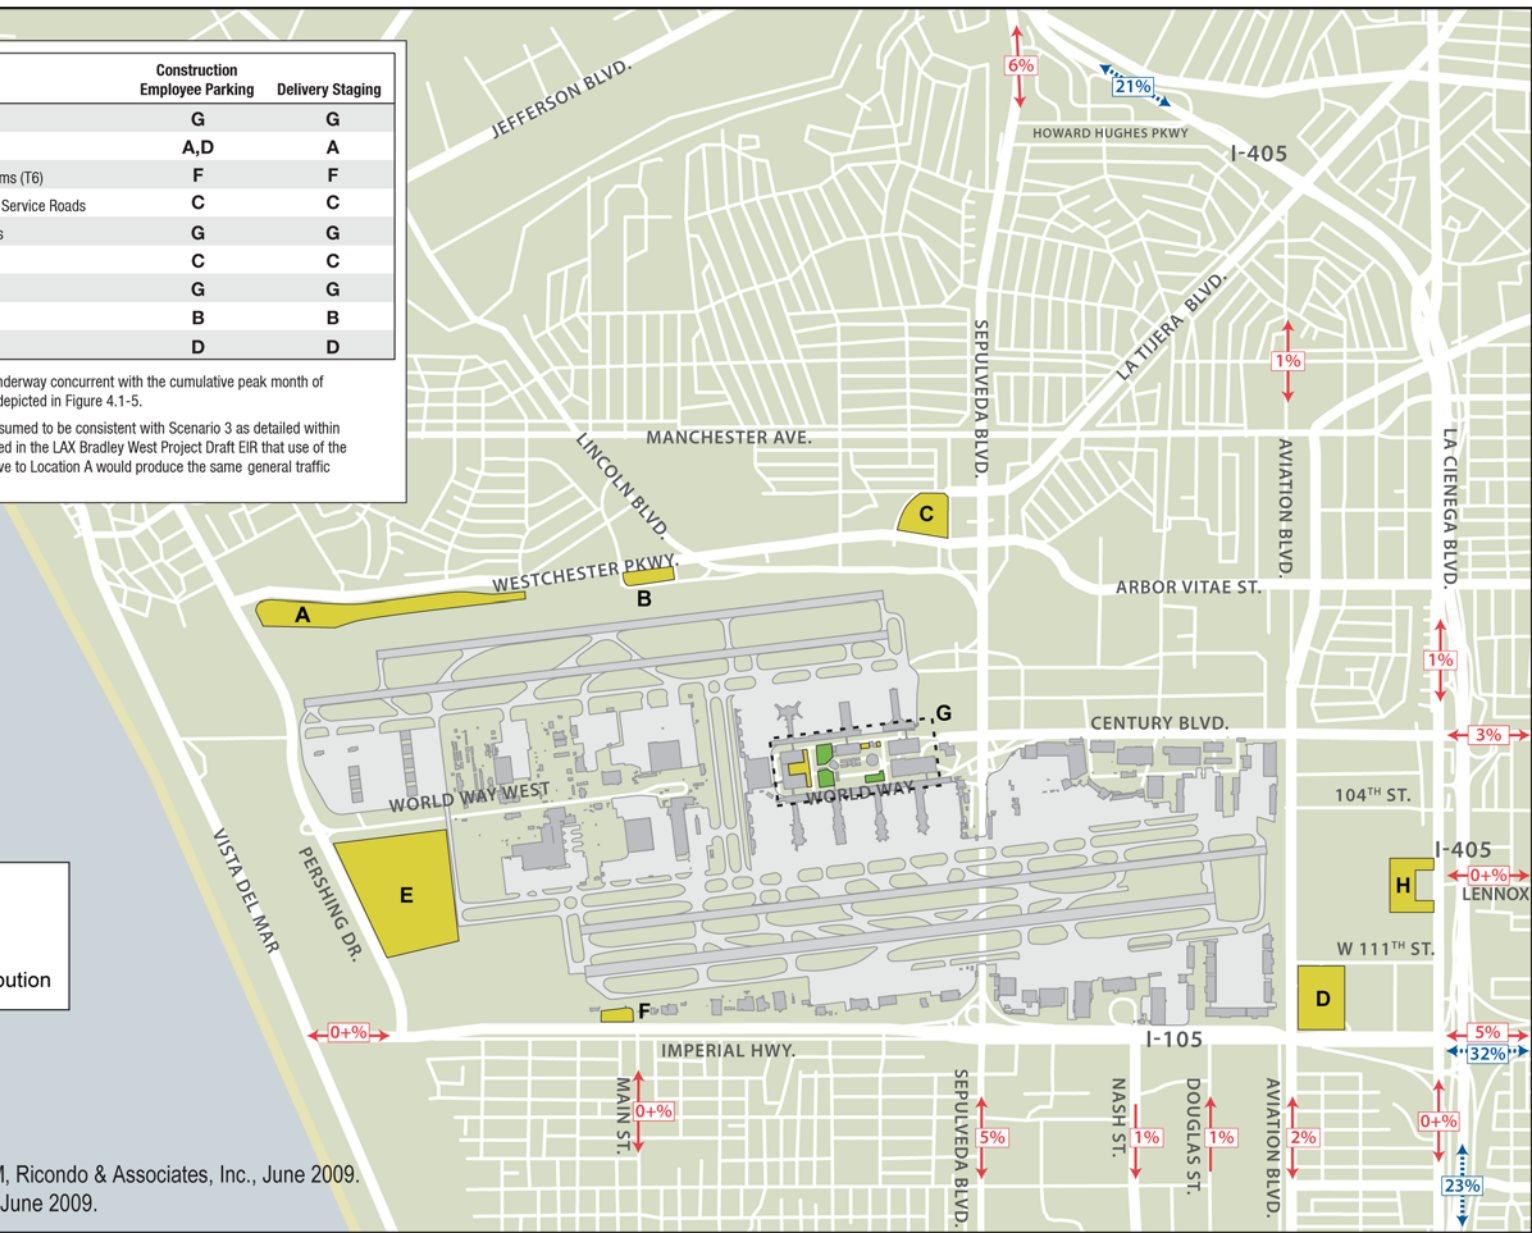 Construction
Employee Parking
Delivery Staging
G G
A,D A
ms (T6) F F
Service Roads C C
s G G
C C
G G
B B
D D
nderway concurrent with the cumulative peak month of
depicted in Figure 4.1-5.
sumed to be consistent with Scenario 3 as detailed within
ed in the LAX Bradley West Project Draft EIR that use of the
ve to Location A would produce the same general traffic
JEFFERSON BLVD.
6%
21%
HOWARD HUGHES PKWY
I-405
LA TIJERA BLVD.
SEPULVEDA BLVD.
1%
MANCHESTER AVE.
LINCOLN BLVD.
AVIATION BLVD.
LA CIENEGA BLVD.
C
WESTCHESTER PKWY.
ARBOR VITAE ST.
A
B
1%
G
CENTURY BLVD.
3%
WORLD WAY WEST
WORLD WAY
104TH ST.
I-405
VISTA DEL MAR
PERSHING DR.
E
H
0+%
LENNOX
W 111TH ST.
D
F
0+%
IMPERIAL HWY.
I-105
5%
32%
MAIN ST.
0+%
SEPULVEDA BLVD.
5%
NASH ST.
1%
DOUGLAS ST.
1%
AVIATION BLVD.
2%
0+%
23%
bution
M, Ricondo & Associates, Inc., June 2009.
June 2009.